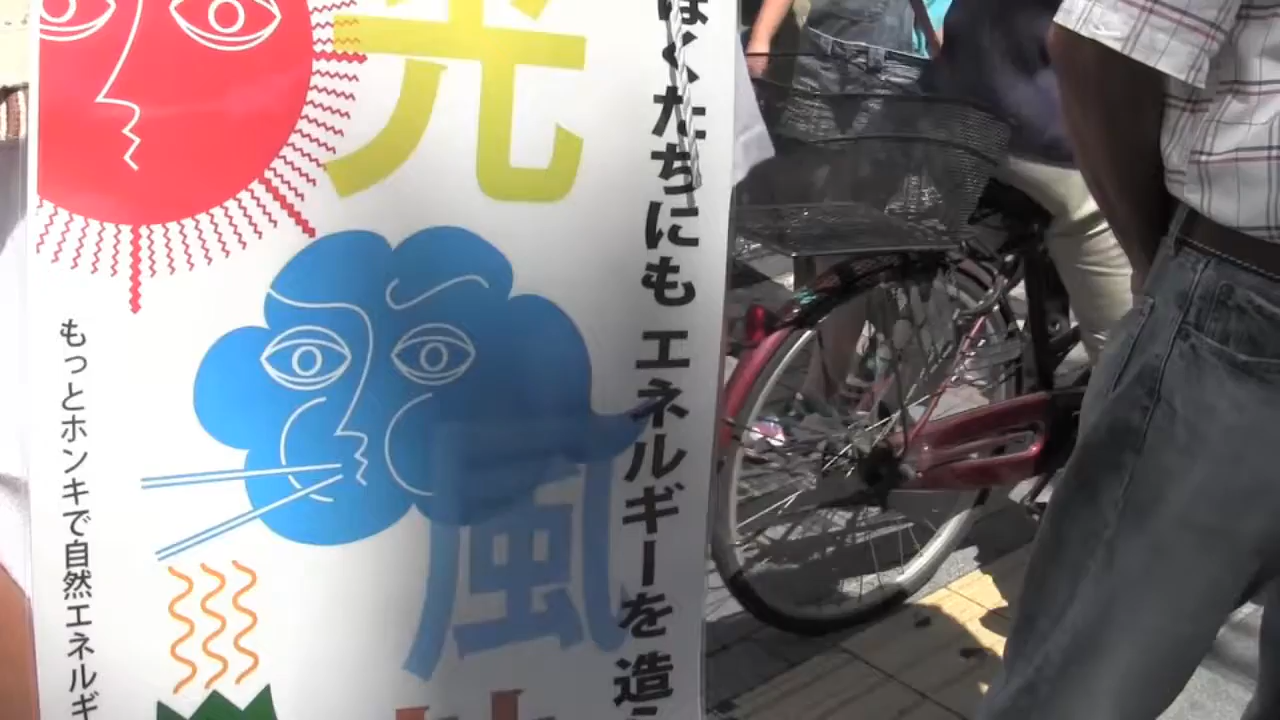 ぼくたちにも エネルギーを造
光
風
もっとホンキで自然エネルギ